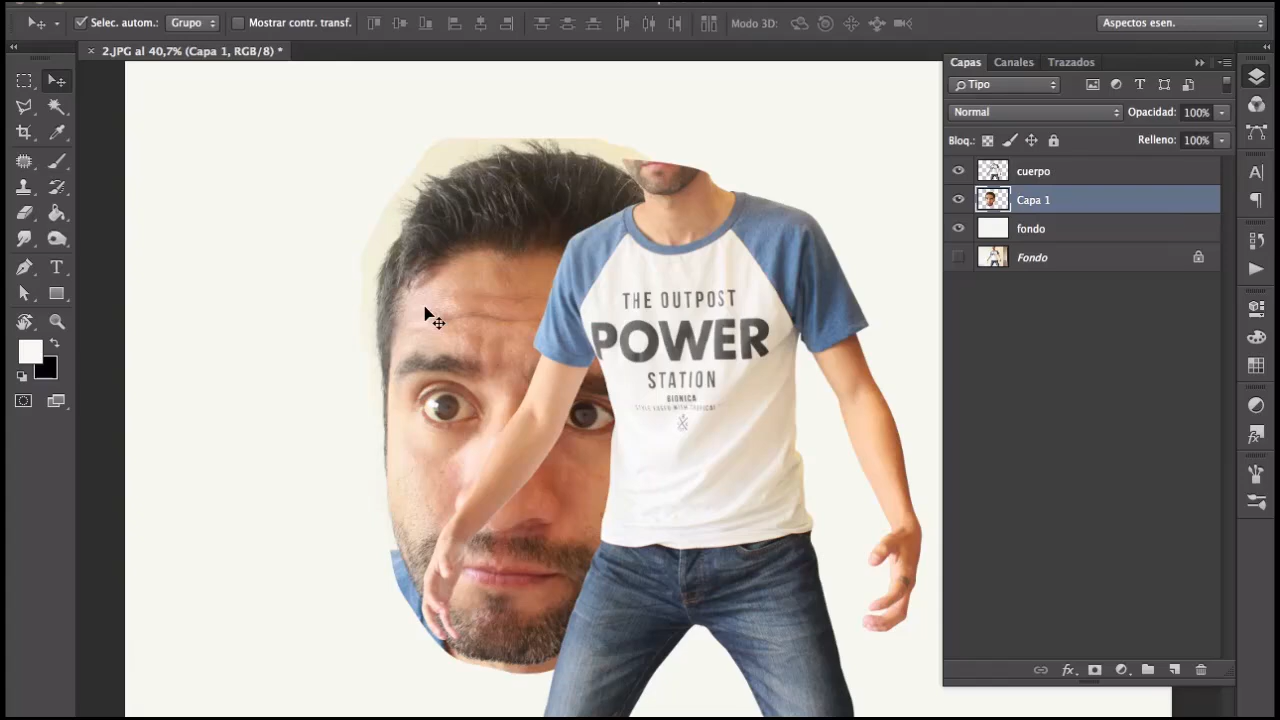 Selec. autom.: Grupo Mostrar contr. transf. Modo 3D: Aspectos esen.
2.JPG al 40,7% (Capa 1, RGB/8) *
Capas Canales Trazados
Tipo
Normal Opacidad: 100%
Bloq.: Relleno: 100%
cuerpo
Capa 1
fondo
Fondo
THE OUTPOST
POWER
STATION
BIONICA